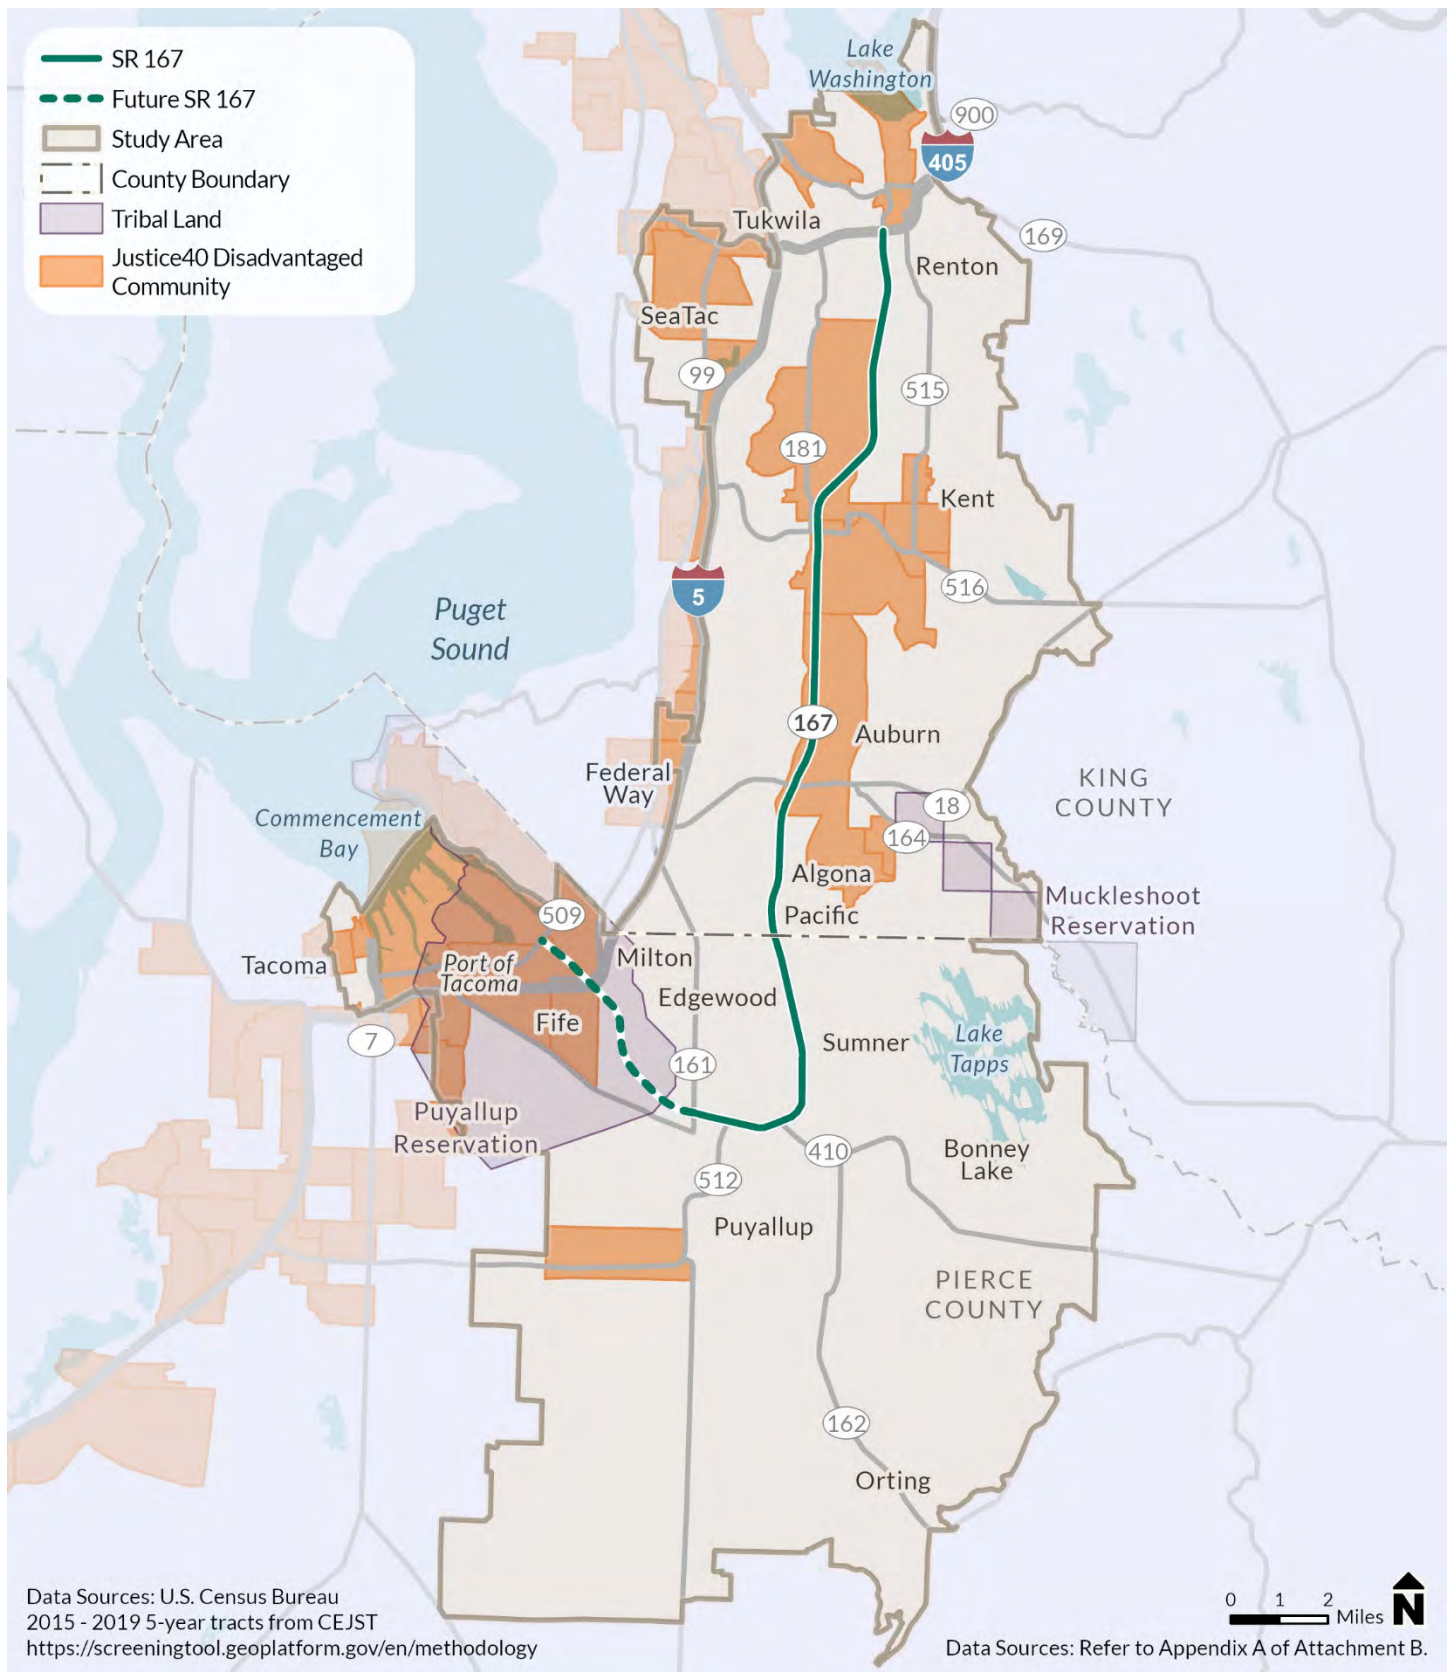 SR 167
Future SR 167
Study Area
County Boundary
Tribal Land
Justice40 Disadvantaged
Community
Lake
Washington
900
405
Tukwila
169
Renton
SeaTac
99
515
181
Kent
516
5
Puget
Sound
167
Auburn
Federal
Way
KING
COUNTY
18
Commencement
Bay
164
Algona
Muckleshoot
Reservation
Pacific
509
Tacoma
Port of
Tacoma
Milton
Edgewood
Fife
Sumner
Lake
Tapps
7
161
Puyallup
Reservation
410
Bonney
Lake
512
Puyallup
PIERCE
COUNTY
162
Orting
Data Sources: U.S. Census Bureau
2015 - 2019 5-year tracts from CEJST
https://screeningtool.geoplatform.gov/en/methodology
0 1 2
Miles
N
Data Sources: Refer to Appendix A of Attachment B.